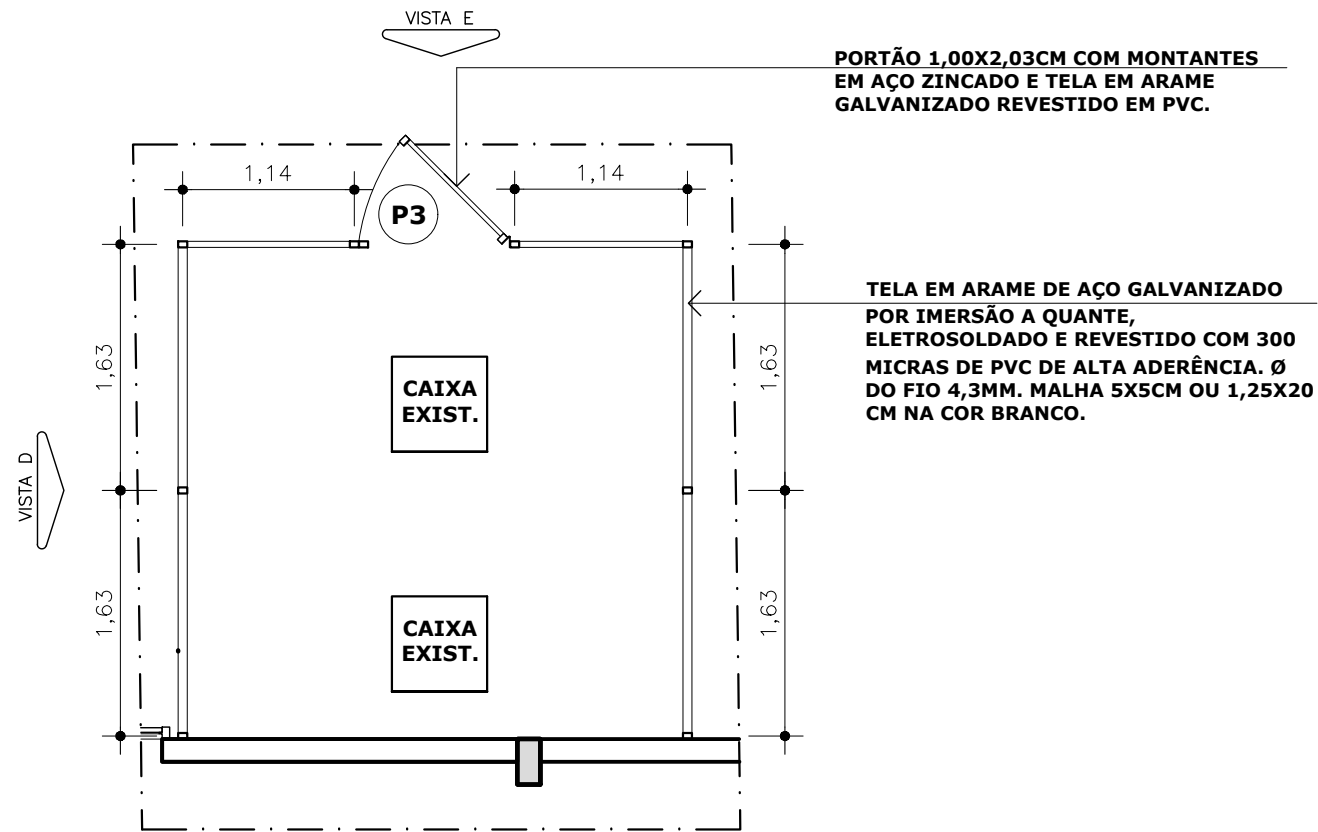 VISTA E
PORTÃO 1,00X2,03CM COM MONTANTES
EM AÇO ZINCADO E TELA EM ARAME
GALVANIZADO REVESTIDO EM PVC.
1,14
1,14
P3
TELA EM ARAME DE AÇO GALVANIZADO
POR IMERSÃO A QUANTE,
ELETROSOLDADO E REVESTIDO COM 300
MICRAS DE PVC DE ALTA ADERÊNCIA. Ø
DO FIO 4,3MM. MALHA 5X5CM OU 1,25X20
CM NA COR BRANCO.
1,63
1,63
CAIXA
EXIST.
VISTA D
1,63
1,63
CAIXA
EXIST.